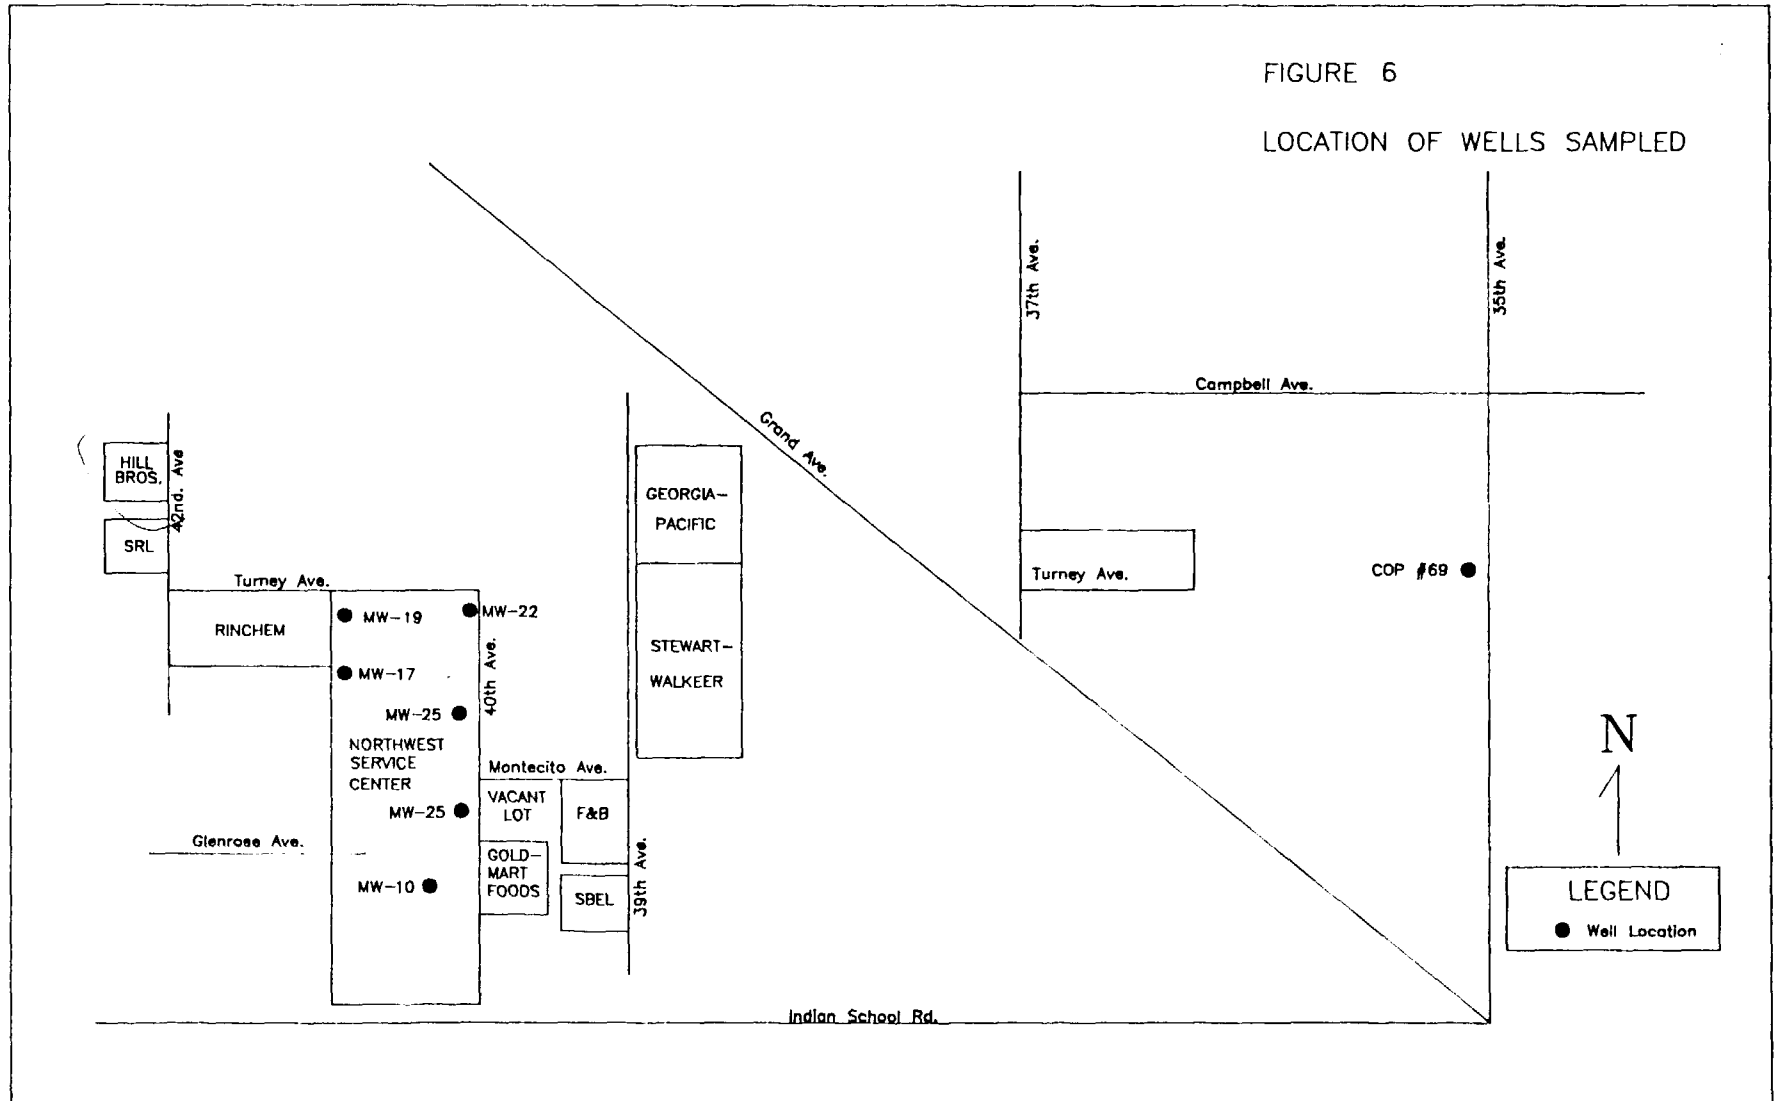 FIGURE 6
LOCATION OF WELLS SAMPLED
37th Ave.
35th Ave.
Campbell Ave.
Grand Ave.
HILL
BROS.
42nd. Ave
SRL
GEORGIA-
PACIFIC
Turney Ave.
Turney Ave.
COP #69
MW-19
MW-22
RINCHEM
STEWART-
WALKEER
MW-17
40th Ave.
MW-25
NORTHWEST
SERVICE
CENTER
Montecito Ave.
VACANT
LOT
F&B
MW-25
Glenrose Ave.
GOLD-
MART
FOODS
MW-10
SBEL
39th Ave.
N
LEGEND
Well Location
Indian School Rd.